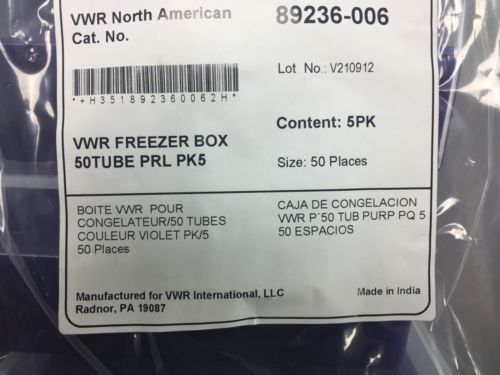 VWR North American 89236-006
Cat. No.
Lot No.: V210912
*+H351892360062H*
Content: 5PK
VWR FREEZER BOX
50TUBE PRL PK5
Size: 50 Places
BOITE VWR POUR
CONGELATEUR/50 TUBES
COULEUR VIOLET PK/5
50 Places
CAJA DE CONGELACION
VWR P´50 TUB PURP PQ 5
50 ESPACIOS
Manufactured for VWR International, LLC
Radnor, PA 19087
Made in India